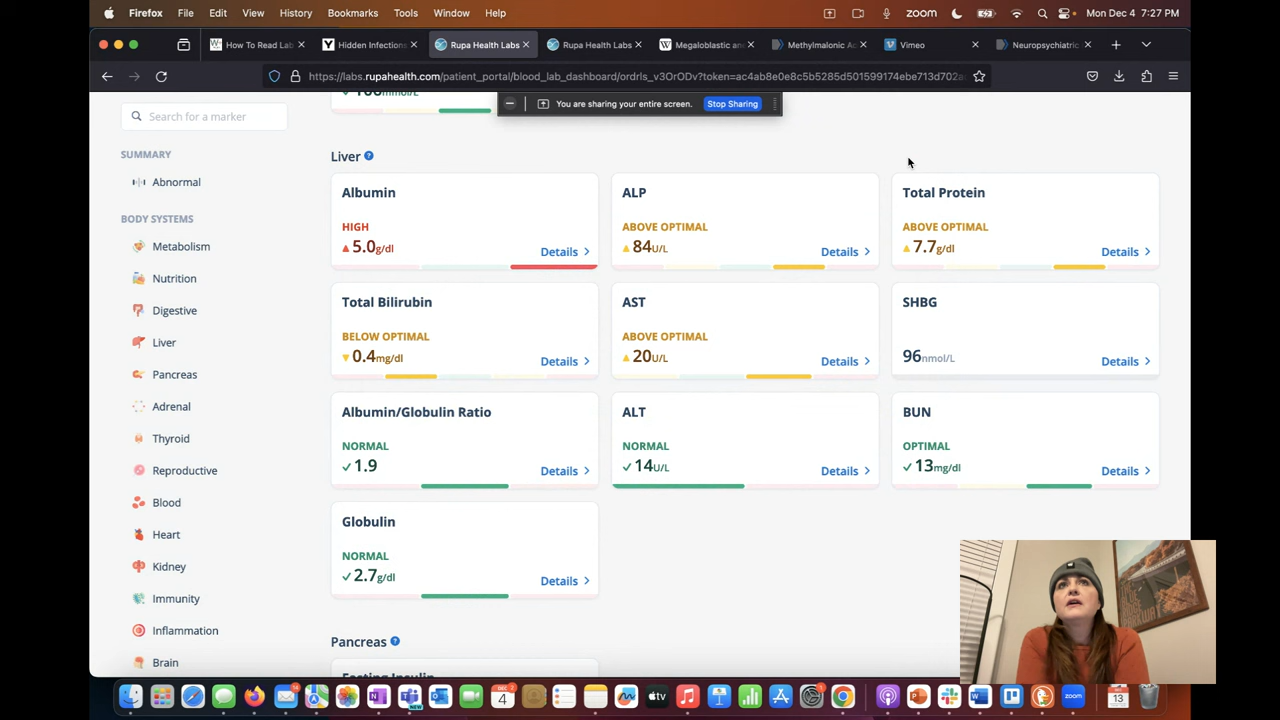 Firefox File Edit View History Bookmarks Tools Window Help zoom Mon Dec 4 7:27 PM
How To Read Lab Hidden Infections Rupa Health Labs Rupa Health Labs Megaloblastic an Methylmalonic Ac Vimeo Neuropsychiatric
https://labs.rupahealth.com/patient_portal/blood_lab_dashboard/ordrls_v3OrODv?token=ac4ab8e0e8c5b5285d501599174ebe713d702a
You are sharing your entire screen. Stop Sharing
Search for a marker
SUMMARY
Abnormal
BODY SYSTEMS
Metabolism
Nutrition
Digestive
Liver
Pancreas
Adrenal
Thyroid
Reproductive
Blood
Heart
Kidney
Immunity
Inflammation
Brain
Liver
Albumin
HIGH
5.0g/dl Details
ALP
ABOVE OPTIMAL
84U/L Details
Total Protein
ABOVE OPTIMAL
7.7g/dl Details
Total Bilirubin
BELOW OPTIMAL
0.4mg/dl Details
AST
ABOVE OPTIMAL
20U/L Details
SHBG
96nmol/L Details
Albumin/Globulin Ratio
NORMAL
1.9 Details
ALT
NORMAL
14U/L Details
BUN
OPTIMAL
13mg/dl Details
Globulin
NORMAL
2.7g/dl Details
Pancreas
Fasting Insulin